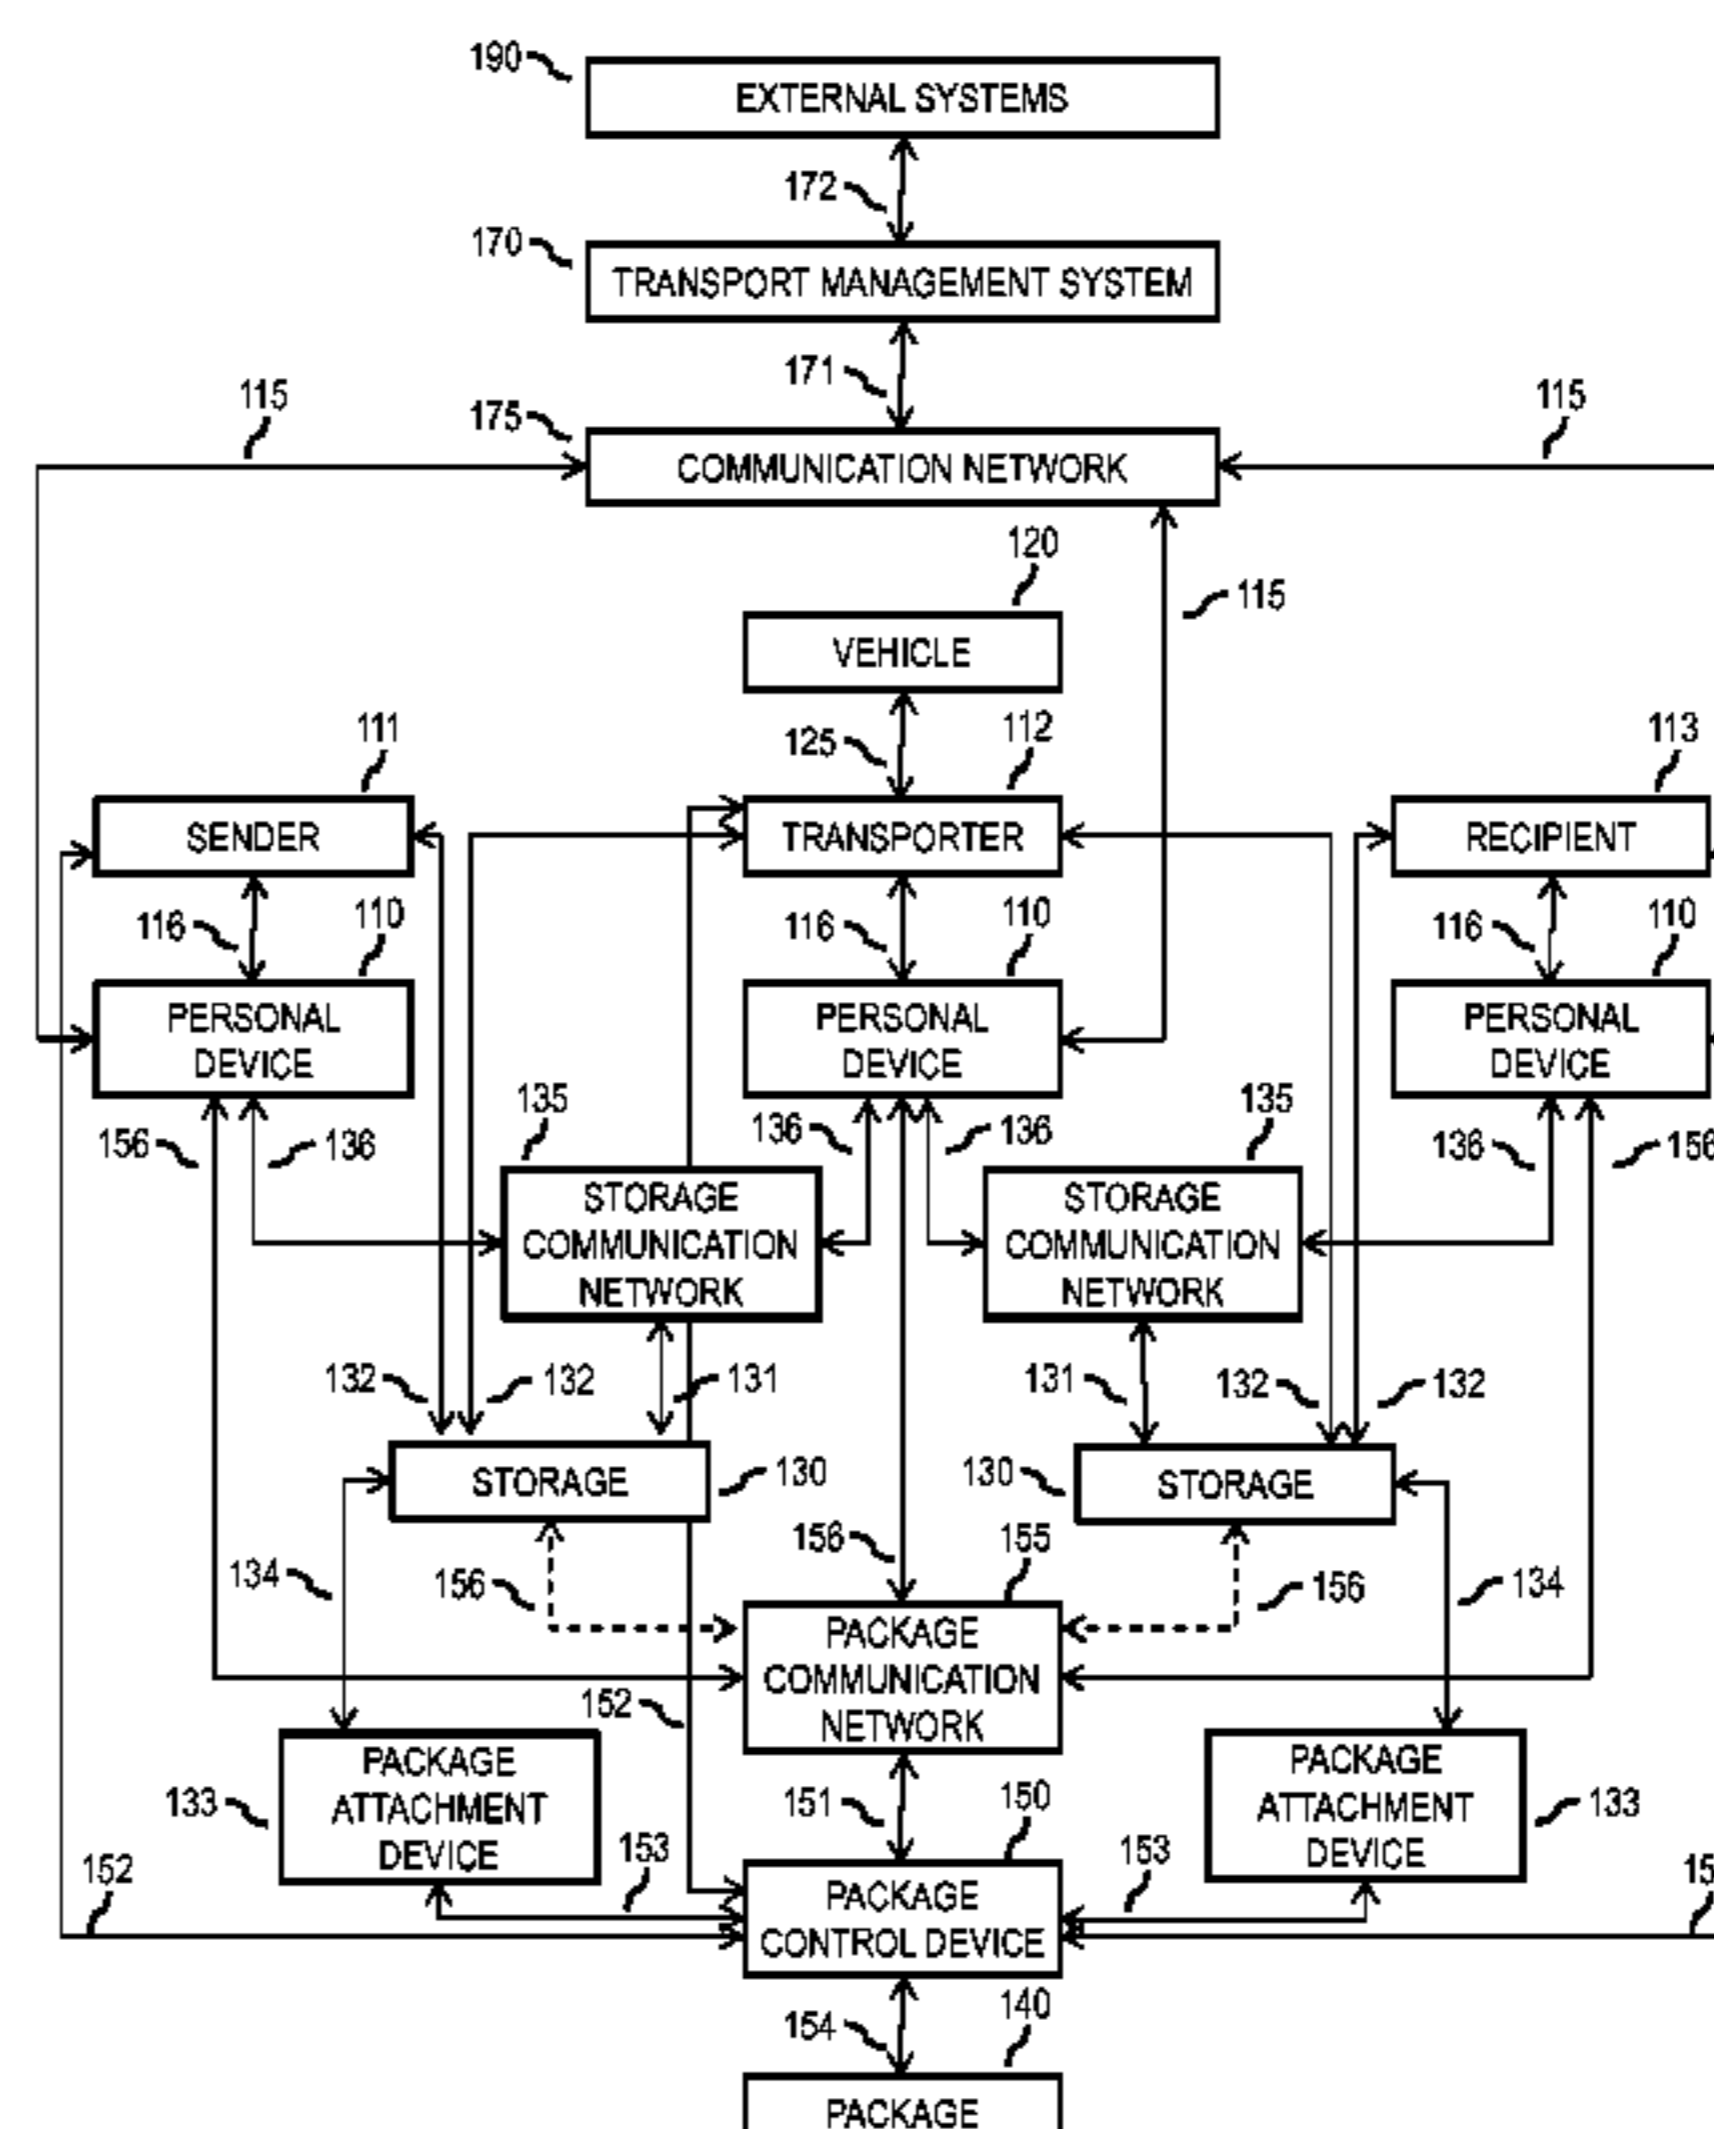 190
EXTERNAL SYSTEMS
172
170
TRANSPORT MANAGEMENT SYSTEM
171
115
175
115
COMMUNICATION NETWORK
120
115
VEHICLE
111
125
112
113
SENDER
TRANSPORTER
RECIPIENT
116
110
116
110
116
110
PERSONAL
DEVICE
PERSONAL
DEVICE
PERSONAL
DEVICE
156
136
135
136
136
135
136
156
STORAGE
COMMUNICATION
NETWORK
STORAGE
COMMUNICATION
NETWORK
132
132
131
131
132
132
STORAGE
130
130
STORAGE
134
156
156
155
156
134
PACKAGE
COMMUNICATION
NETWORK
152
PACKAGE
ATTACHMENT
DEVICE
133
PACKAGE
ATTACHMENT
DEVICE
133
151
150
152
153
153
15
PACKAGE
CONTROL DEVICE
154
140
PACKAGE